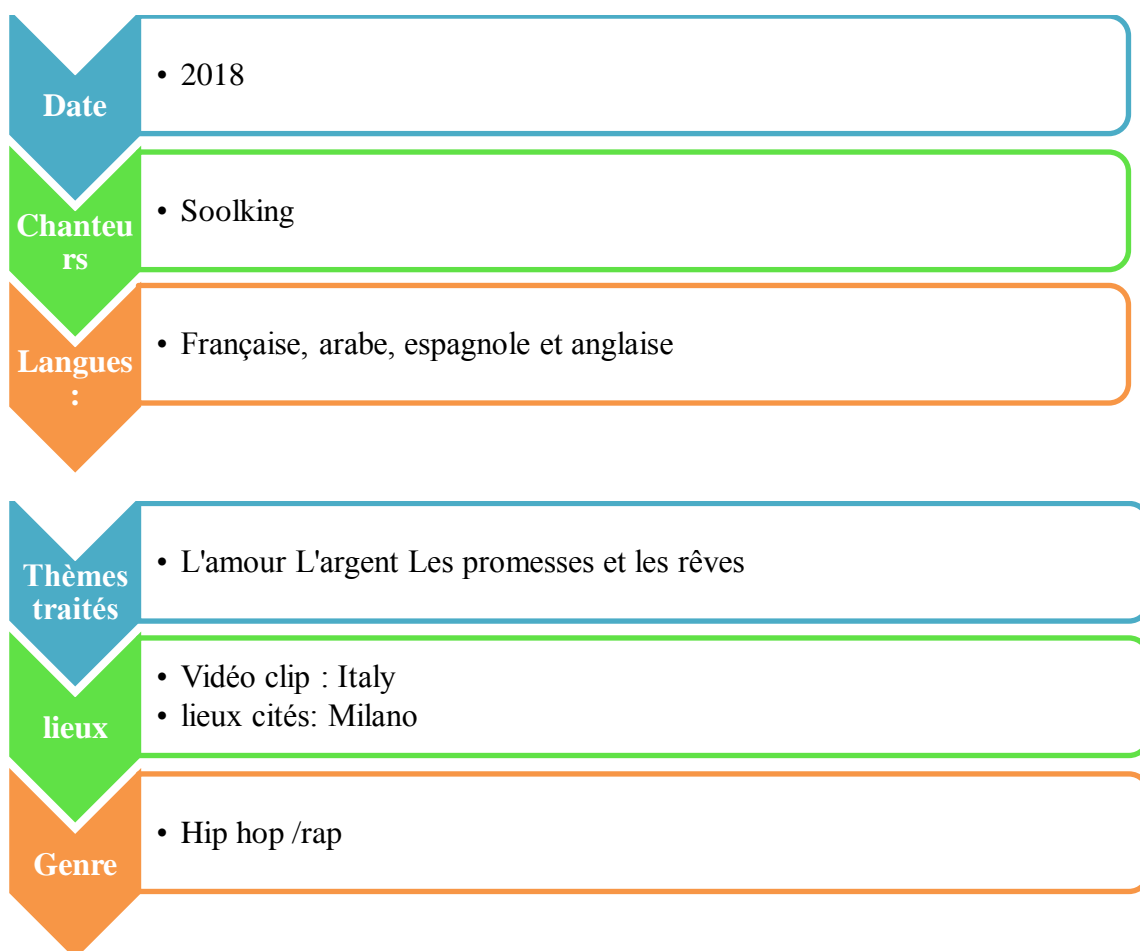 Date
• 2018
Chanteu
rs
• Soolking
Langues
:
• Française, arabe, espagnole et anglaise
Thèmes
traités
• L'amour L'argent Les promesses et les rêves
lieux
• Vidéo clip : Italy
• lieux cités: Milano
Genre
• Hip hop /rap